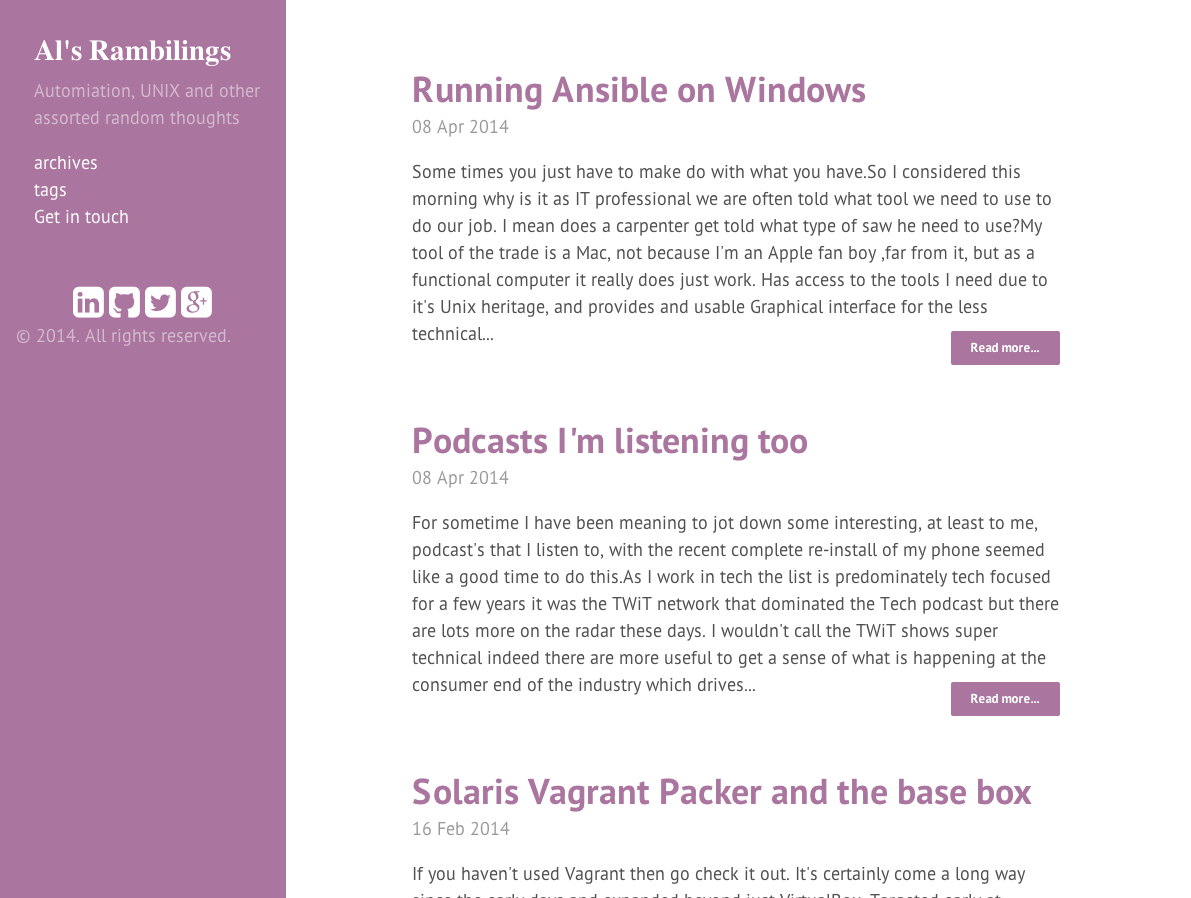 Al's Rambilings
Automiation, UNIX and other
assorted random thoughts
archives
tags
Get in touch
© 2014. All rights reserved.
Running Ansible on Windows
08 Apr 2014
Some times you just have to make do with what you have.So I considered this
morning why is it as IT professional we are often told what tool we need to use to
do our job. I mean does a carpenter get told what type of saw he need to use?My
tool of the trade is a Mac, not because I'm an Apple fan boy ,far from it, but as a
functional computer it really does just work. Has access to the tools I need due to
it's Unix heritage, and provides and usable Graphical interface for the less
technical...
Read more...
Podcasts I'm listening too
08 Apr 2014
For sometime I have been meaning to jot down some interesting, at least to me,
podcast's that I listen to, with the recent complete re-install of my phone seemed
like a good time to do this.As I work in tech the list is predominately tech focused
for a few years it was the TWiT network that dominated the Tech podcast but there
are lots more on the radar these days. I wouldn't call the TWiT shows super
technical indeed there are more useful to get a sense of what is happening at the
consumer end of the industry which drives...
Read more...
Solaris Vagrant Packer and the base box
16 Feb 2014
If you haven't used Vagrant then go check it out. It's certainly come a long way
since the early days and expanded beyond just VirtualBox. Targeted early at